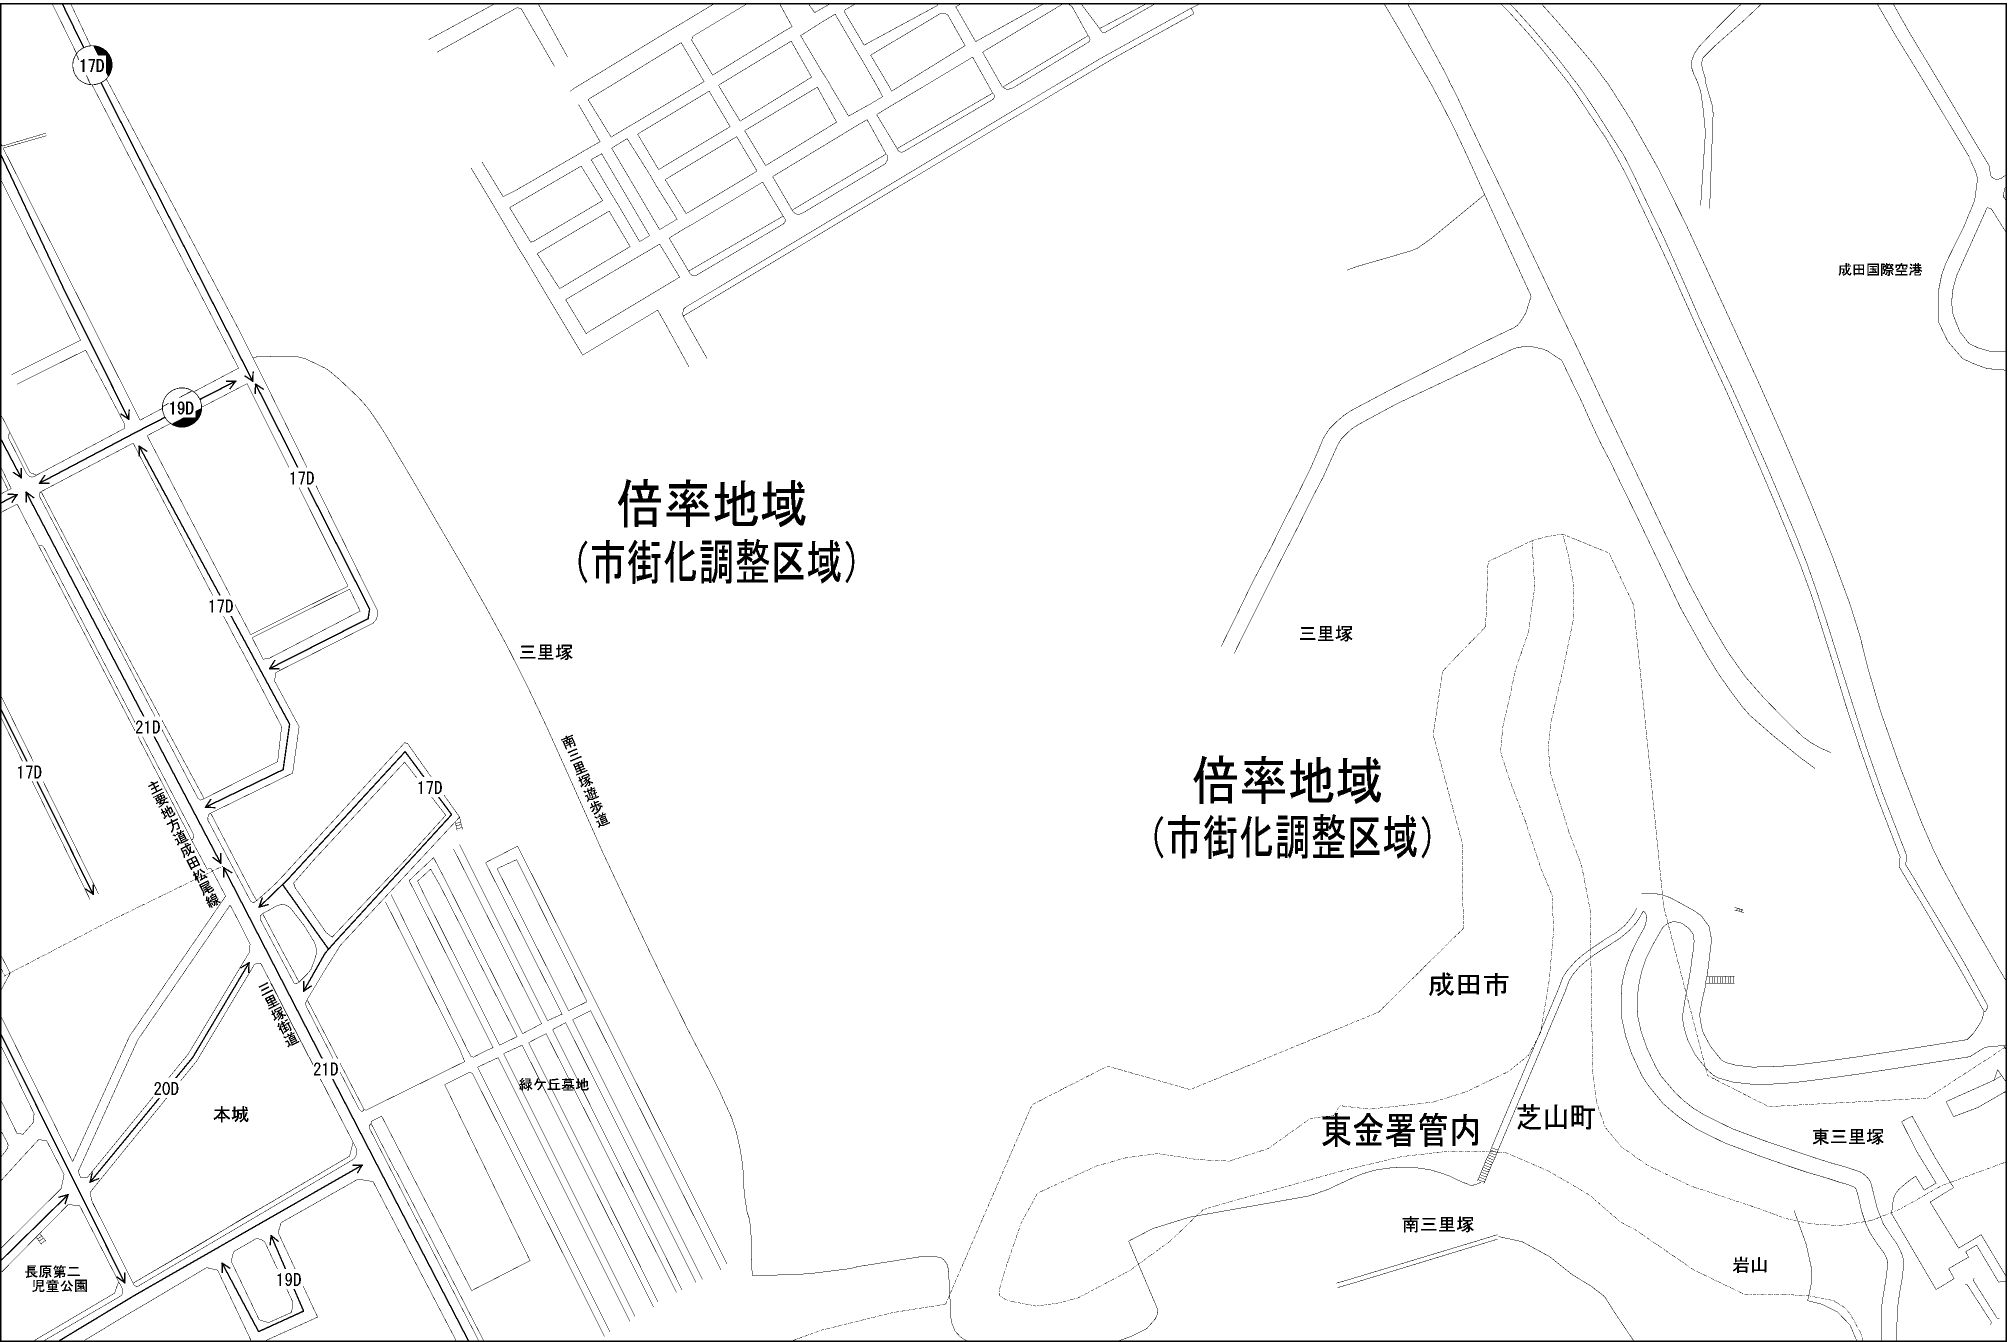 17D
成田国際空港
19D
17D
倍率地域
（市街化調整区域）
17D
三里塚
三里塚
21D
南三里塚遊歩道
17D
倍率地域
（市街化調整区域）
17D
主要地方道成田松尾線
成田市
三里塚街道
21D
緑ケ丘墓地
20D
本城
東金署管内
芝山町
東三里塚
南三里塚
岩山
長原第二
児童公園
19D